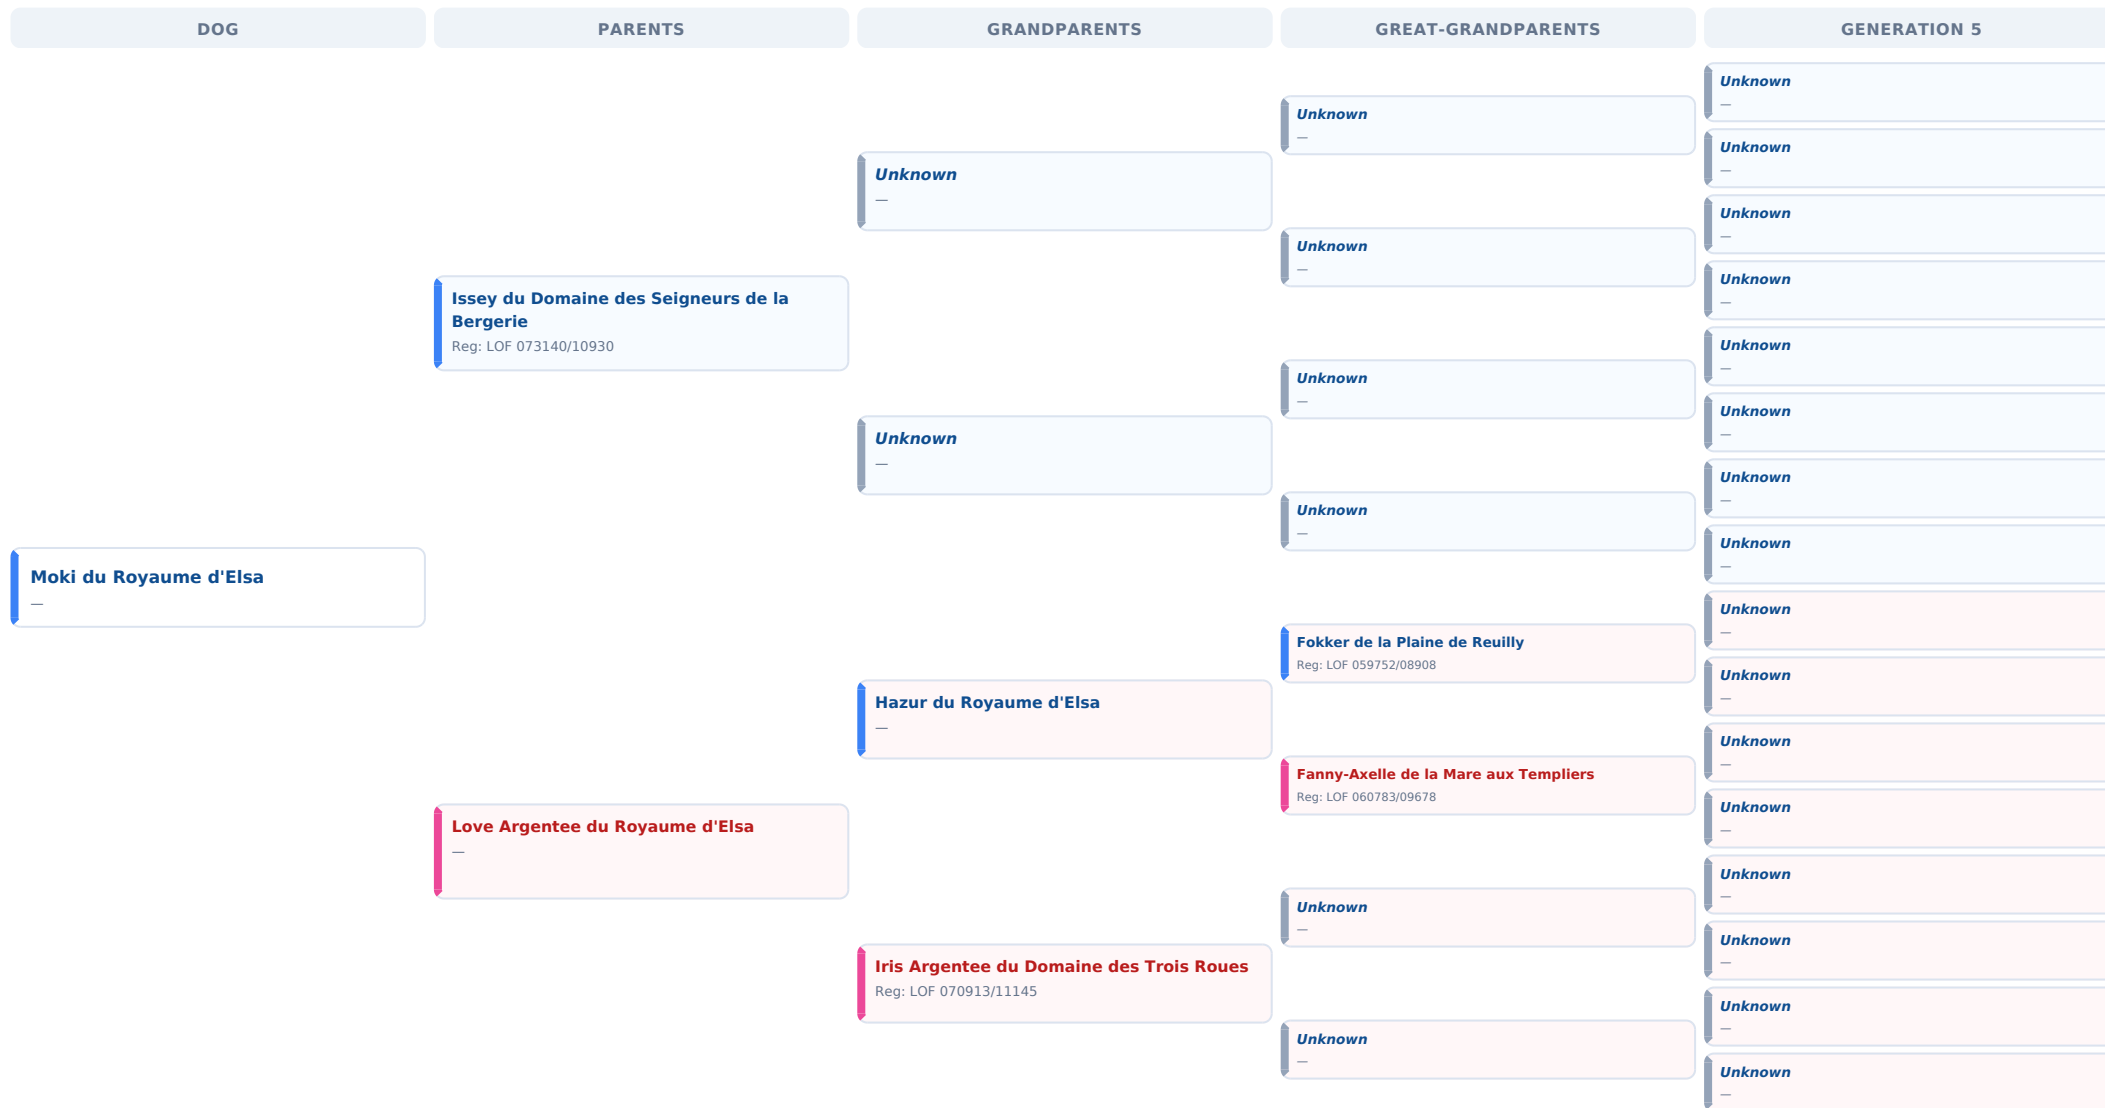 DOG
PARENTS
GRANDPARENTS
GREAT-GRANDPARENTS
GENERATION 5
Moki du Royaume d'Elsa
—
Issey du Domaine des Seigneurs de la
Bergerie
Reg: LOF 073140/10930
Love Argentee du Royaume d'Elsa
—
Unknown
—
Unknown
—
Hazur du Royaume d'Elsa
—
Iris Argentee du Domaine des Trois Roues
Reg: LOF 070913/11145
Unknown
—
Unknown
—
Unknown
—
Unknown
—
Fokker de la Plaine de Reuilly
Reg: LOF 059752/08908
Fanny-Axelle de la Mare aux Templiers
Reg: LOF 060783/09678
Unknown
—
Unknown
—
Unknown
—
Unknown
—
Unknown
—
Unknown
—
Unknown
—
Unknown
—
Unknown
—
Unknown
—
Unknown
—
Unknown
—
Unknown
—
Unknown
—
Unknown
—
Unknown
—
Unknown
—
Unknown
—